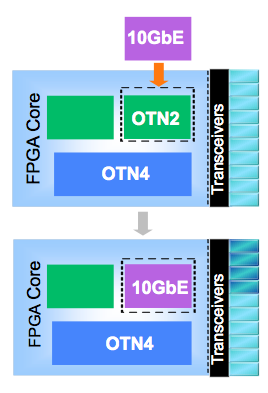 10GbE
FPGA Core
OTN2
OTN4
Transceivers
FPGA Core
10GbE
OTN4
Transceivers